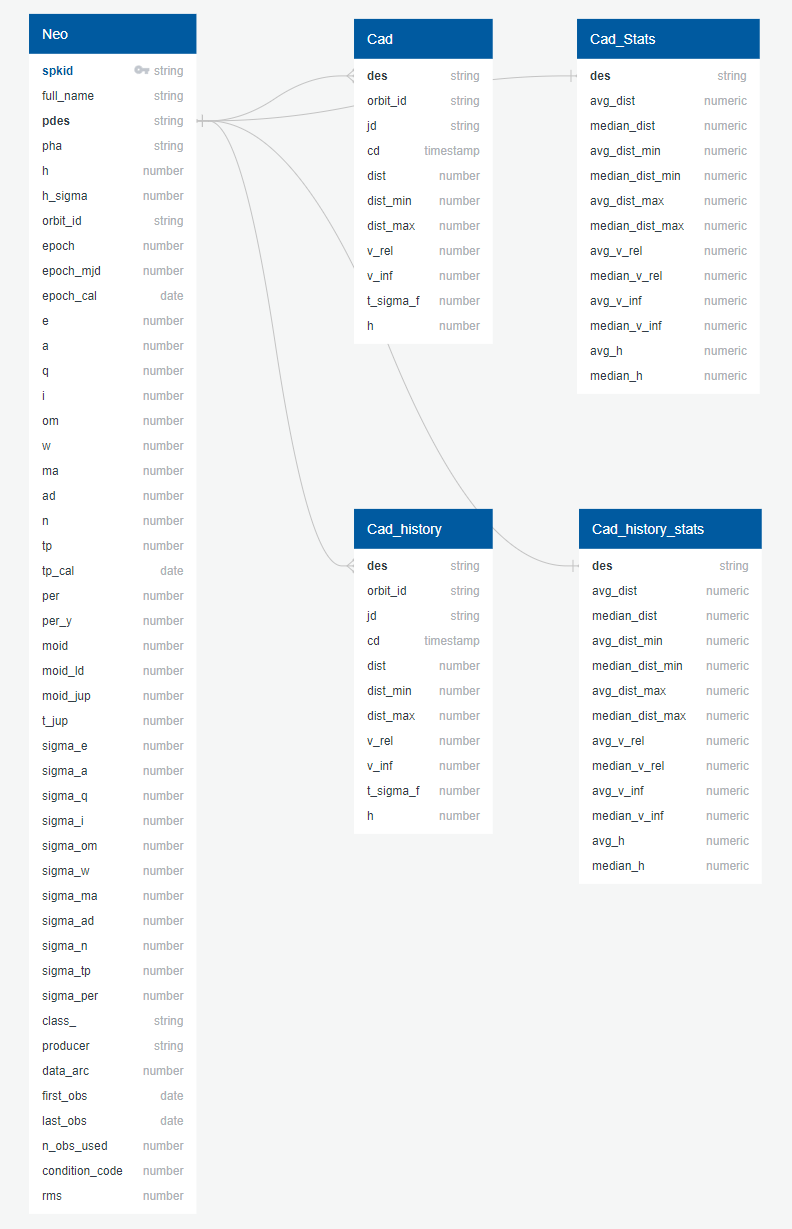 Neo
spkid string
full_name string
pdes string
pha string
h number
h_sigma number
orbit_id string
epoch number
epoch_mjd number
epoch_cal date
e number
a number
q number
i number
om number
w number
ma number
ad number
n number
tp number
tp_cal date
per number
per_y number
moid number
moid_ld number
moid_jup number
t_jup number
sigma_e number
sigma_a number
sigma_q number
sigma_i number
sigma_om number
sigma_w number
sigma_ma number
sigma_ad number
sigma_n number
sigma_tp number
sigma_per number
class_ string
producer string
data_arc number
first_obs date
last_obs date
n_obs_used number
condition_code number
rms number
Cad
des string
orbit_id string
jd string
cd timestamp
dist number
dist_min number
dist_max number
v_rel number
v_inf number
t_sigma_f number
h number
Cad_Stats
des string
avg_dist numeric
median_dist numeric
avg_dist_min numeric
median_dist_min numeric
avg_dist_max numeric
median_dist_max numeric
avg_v_rel numeric
median_v_rel numeric
avg_v_inf numeric
median_v_inf numeric
avg_h numeric
median_h numeric
Cad_history
des string
orbit_id string
jd string
cd timestamp
dist number
dist_min number
dist_max number
v_rel number
v_inf number
t_sigma_f number
h number
Cad_history_stats
des string
avg_dist numeric
median_dist numeric
avg_dist_min numeric
median_dist_min numeric
avg_dist_max numeric
median_dist_max numeric
avg_v_rel numeric
median_v_rel numeric
avg_v_inf numeric
median_v_inf numeric
avg_h numeric
median_h numeric